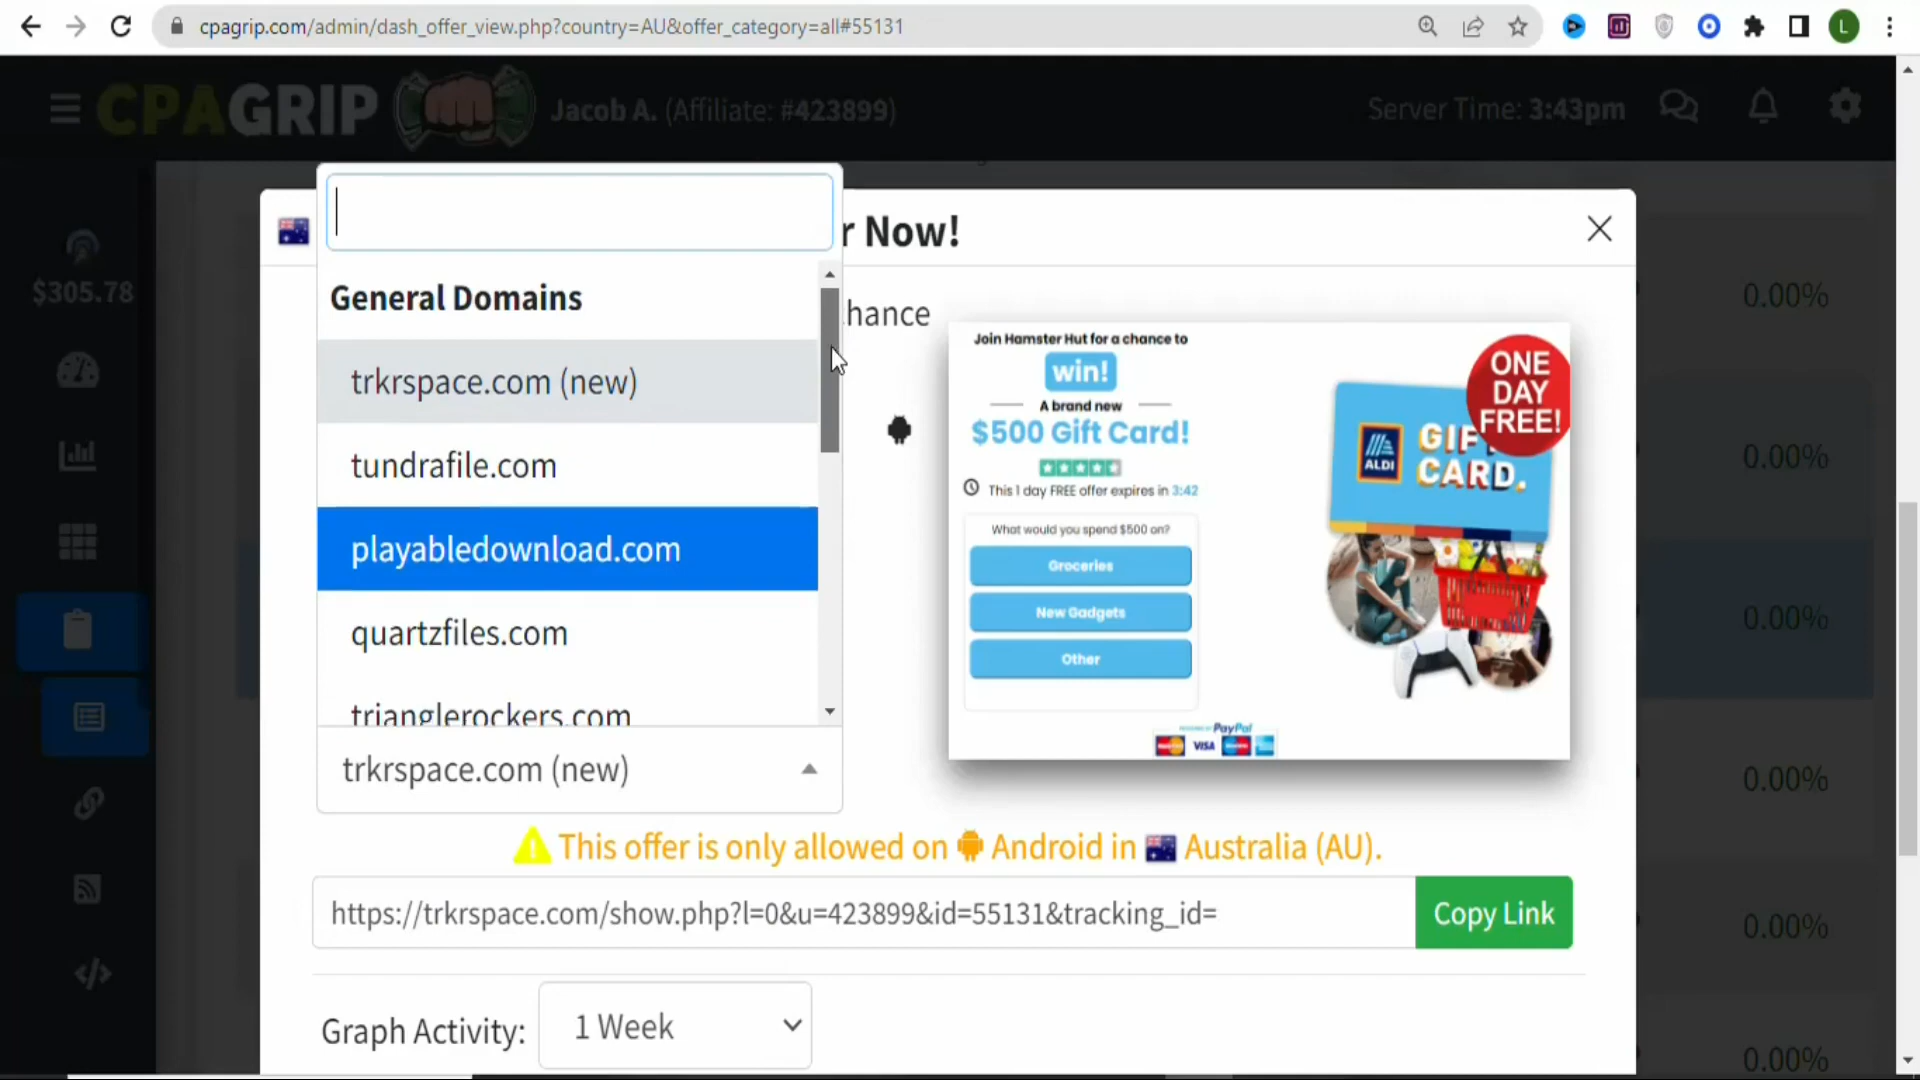 cpagrip.com/admin/dash_offer_view.php?country=AU&offer_category=all#55131
L
CPAGRIP
Jacob A. (Affiliate: #423899)
Server Time: 3:43pm
r Now!
$305.78
General Domains
trkrspace.com (new)
tundrafile.com
playabledownload.com
quartzfiles.com
trianglerockers.com
trkrspace.com (new)
hance
Join Hamster Hut for a chance to
win!
A brand new
$500 Gift Card!
This 1 day FREE offer expires in 3:42
What would you spend $500 on?
Groceries
New Gadgets
Other
PayPal
VISA
ONE
DAY
FREE!
ALDI
GIF
CARD.
0.00%
0.00%
0.00%
0.00%
0.00%
0.00%
This offer is only allowed on Android in Australia (AU).
https://trkrspace.com/show.php?l=0&u=423899&id=55131&tracking_id=
Copy Link
Graph Activity:
1 Week